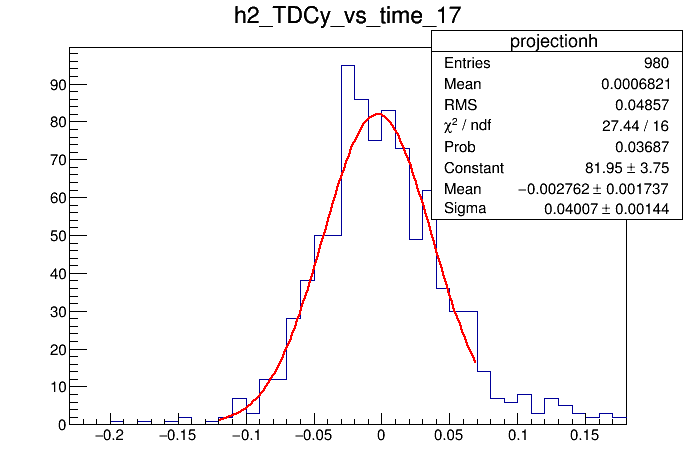 h2_TDCy_vs_time_17
projectionh
Entries 980
Mean 0.0006821
RMS 0.04857
χ² / ndf 27.44 / 16
Prob 0.03687
Constant 81.95 ± 3.75
Mean −0.002762 ± 0.001737
Sigma 0.04007 ± 0.00144
90
80
70
60
50
40
30
20
10
0
−0.2 −0.15 −0.1 −0.05 0 0.05 0.1 0.15